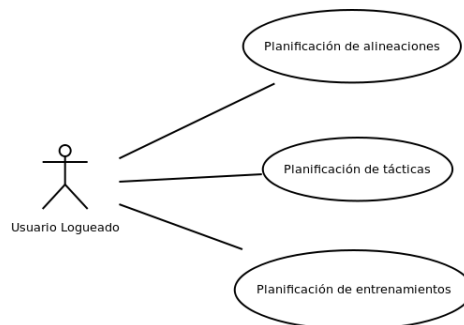 Planificación de alineaciones
Planificación de tácticas
Usuario Logueado
Planificación de entrenamientos